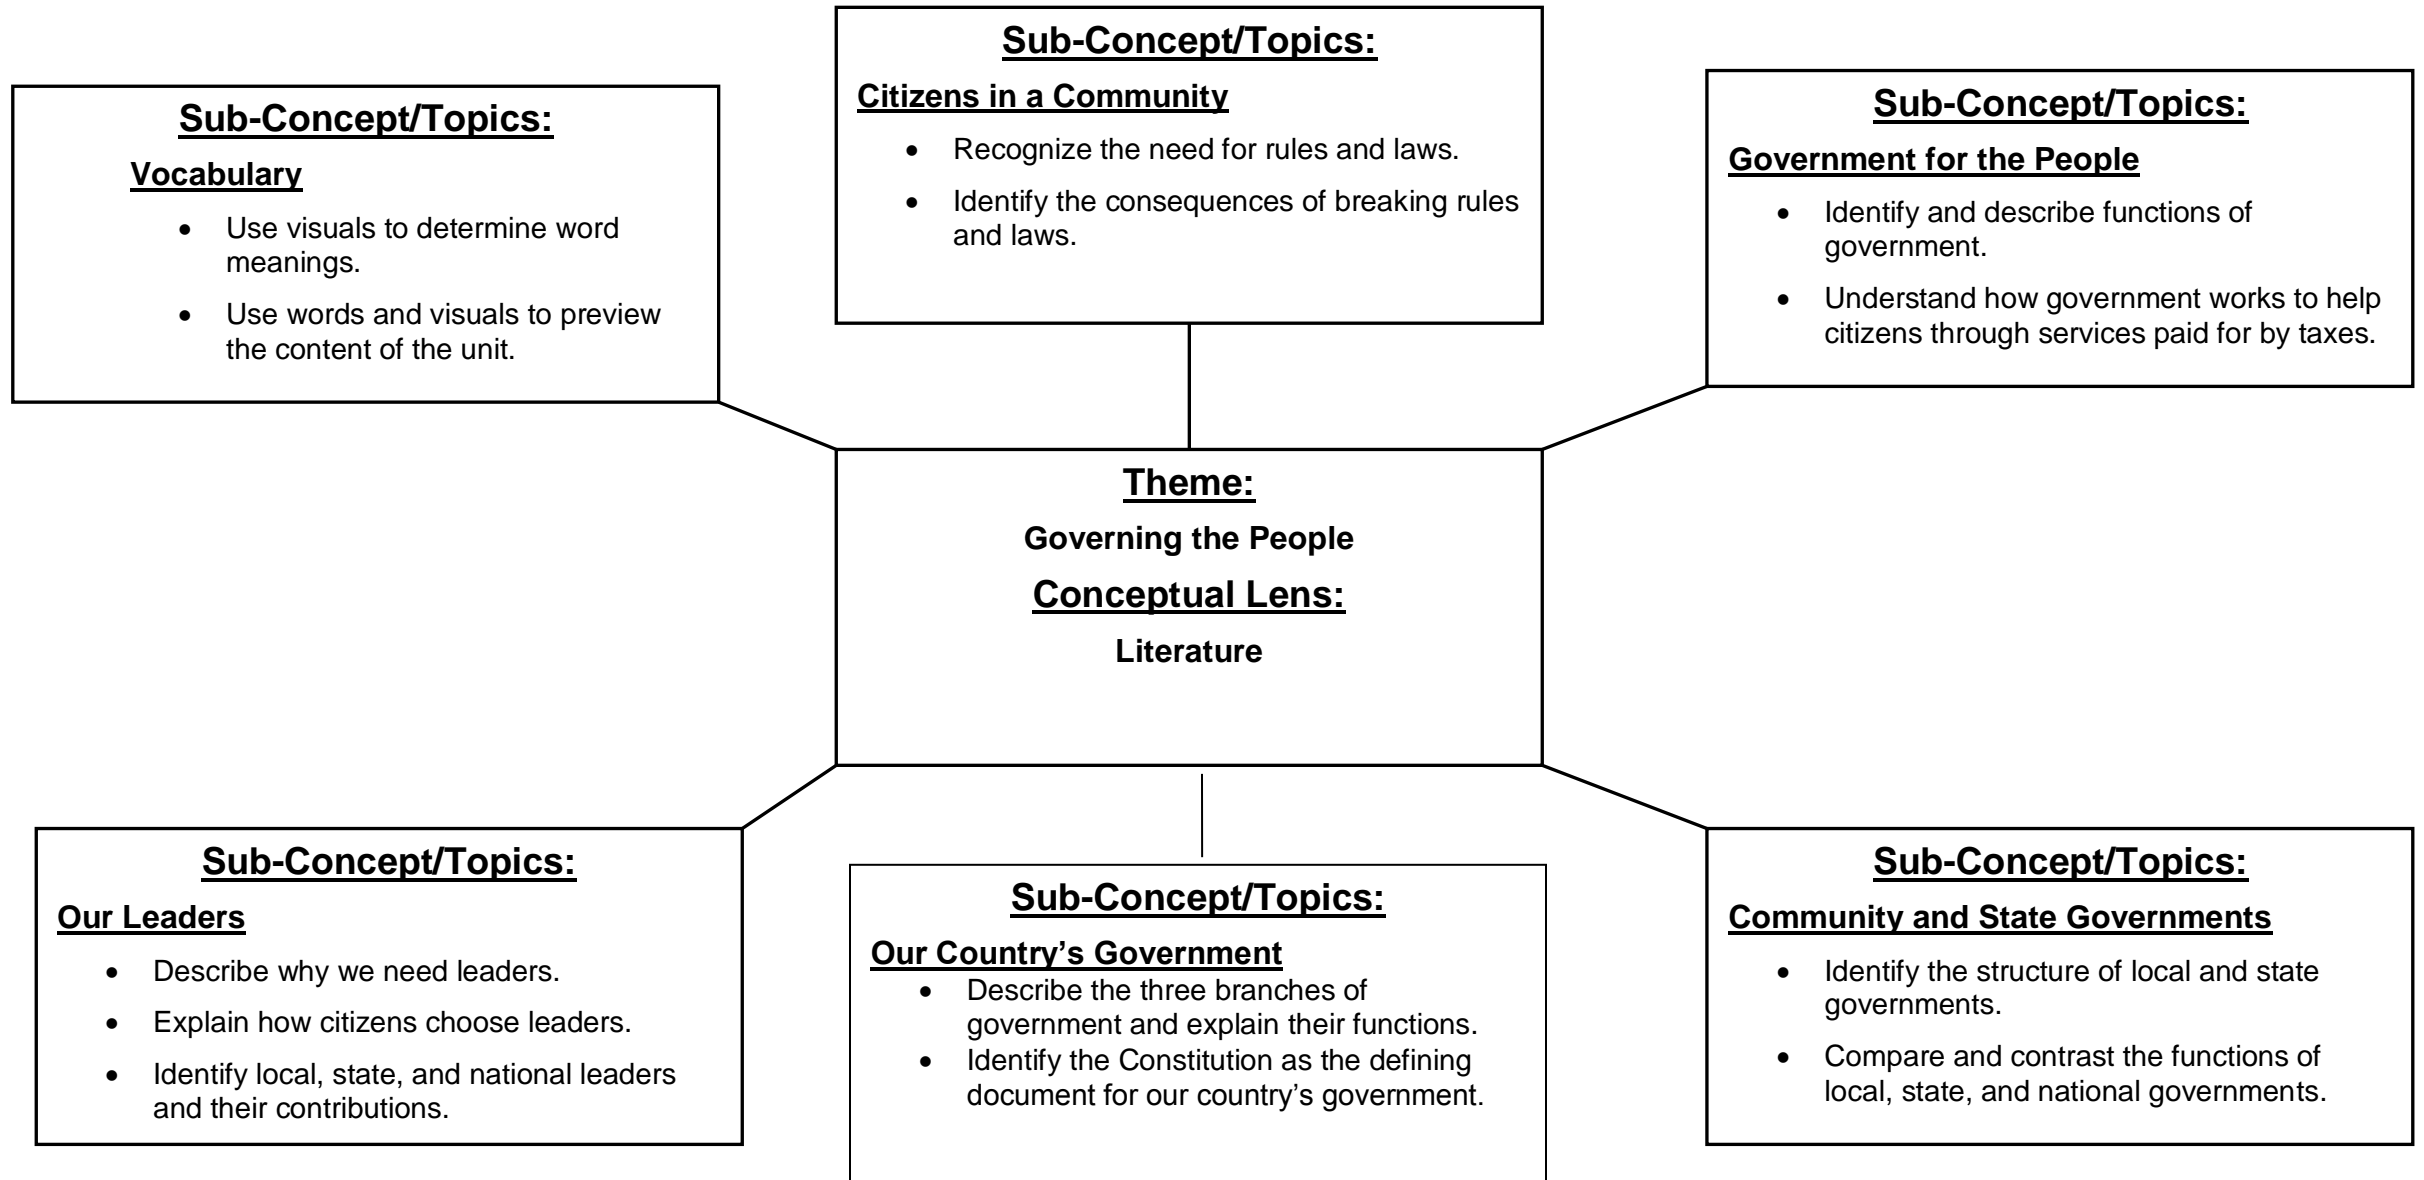 Sub-Concept/Topics:
Vocabulary
• Use visuals to determine word
meanings.
• Use words and visuals to preview
the content of the unit.
Sub-Concept/Topics:
Citizens in a Community
• Recognize the need for rules and laws.
• Identify the consequences of breaking rules
and laws.
Sub-Concept/Topics:
Government for the People
• Identify and describe functions of
government.
• Understand how government works to help
citizens through services paid for by taxes.
Theme:
Governing the People
Conceptual Lens:
Literature
Sub-Concept/Topics:
Our Leaders
• Describe why we need leaders.
• Explain how citizens choose leaders.
• Identify local, state, and national leaders
and their contributions.
Sub-Concept/Topics:
Our Country’s Government
• Describe the three branches of
government and explain their functions.
• Identify the Constitution as the defining
document for our country’s government.
Sub-Concept/Topics:
Community and State Governments
• Identify the structure of local and state
governments.
• Compare and contrast the functions of
local, state, and national governments.